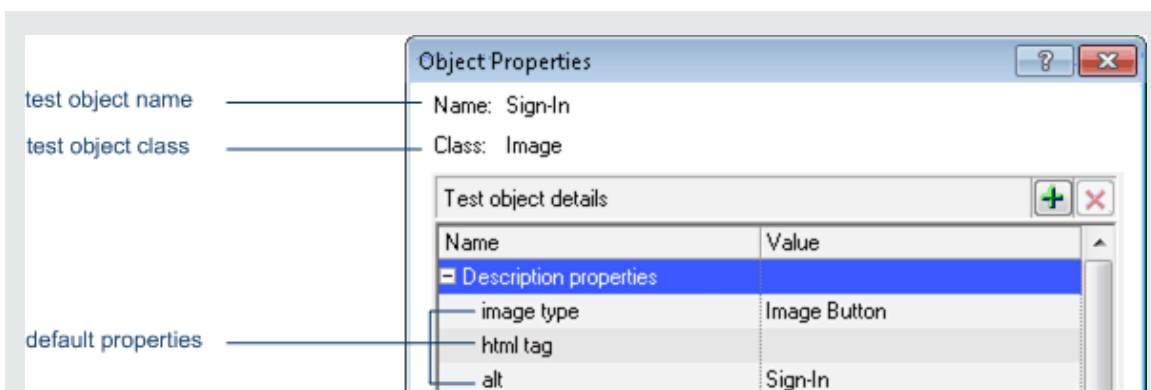 Object Properties
test object name
Name: Sign-In
test object class
Class: Image
Test object details
Name Value
Description properties
image type Image Button
default properties
html tag
alt Sign-In